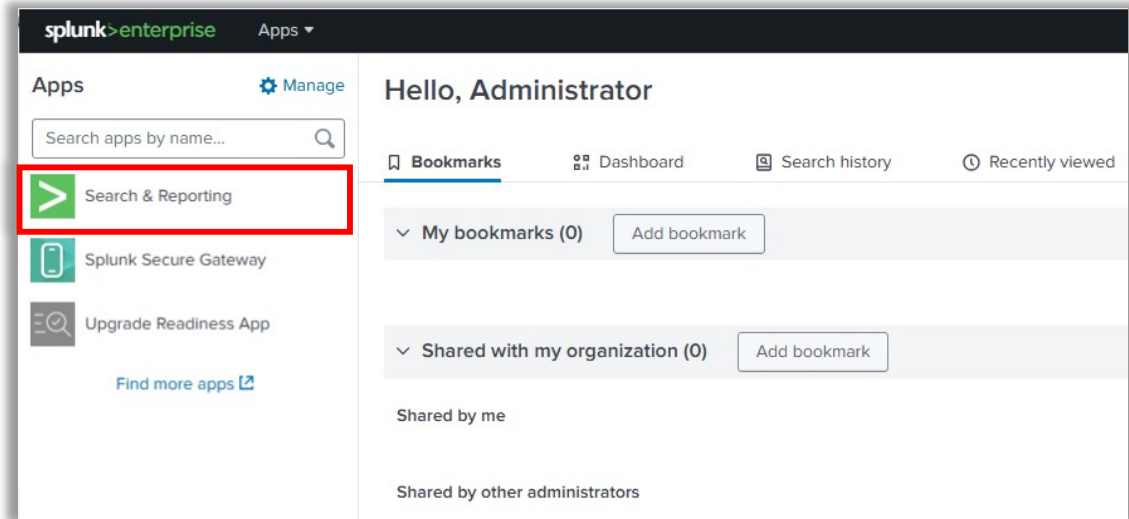 splunk>enterprise Apps
Apps Manage
Search apps by name...
Search & Reporting
Splunk Secure Gateway
Upgrade Readiness App
Find more apps
Hello, Administrator
Bookmarks Dashboard Search history Recently viewed
My bookmarks (0) Add bookmark
Shared with my organization (0) Add bookmark
Shared by me
Shared by other administrators